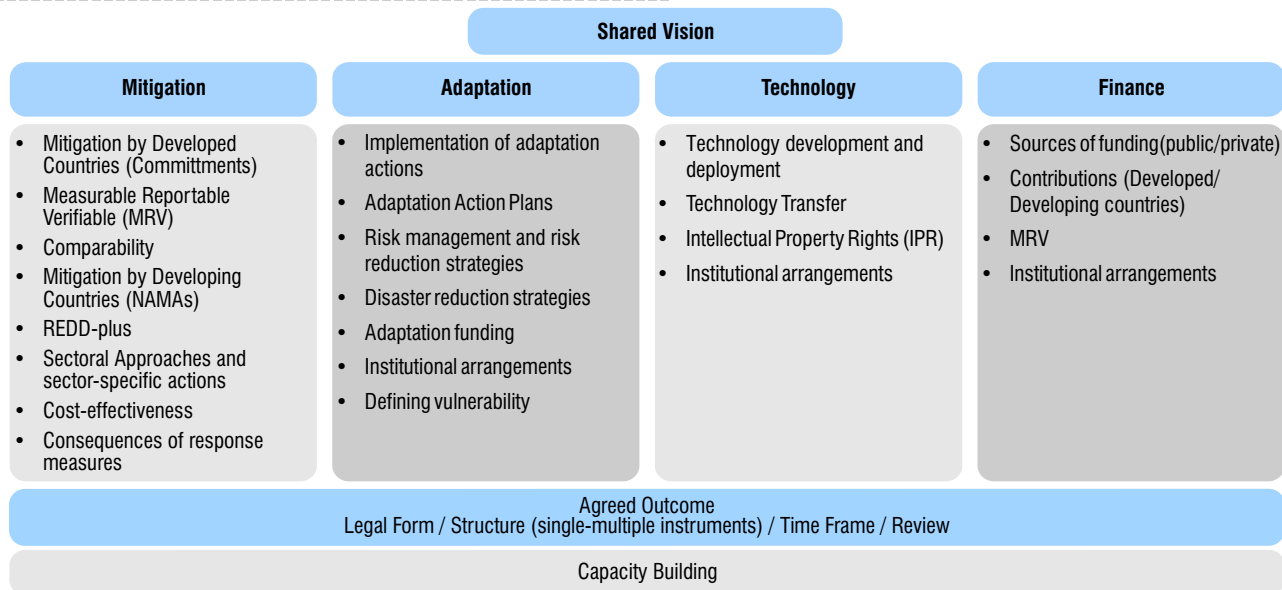 Shared Vision
Mitigation
• Mitigation by Developed
Countries (Committments)
• Measurable Reportable
Verifiable (MRV)
• Comparability
• Mitigation by Developing
Countries (NAMAs)
• REDD-plus
• Sectoral Approaches and
sector-specific actions
• Cost-effectiveness
• Consequences of response
measures
Adaptation
• Implementation of adaptation
actions
• Adaptation Action Plans
• Risk management and risk
reduction strategies
• Disaster reduction strategies
• Adaptation funding
• Institutional arrangements
• Defining vulnerability
Technology
• Technology development and
deployment
• Technology Transfer
• Intellectual Property Rights (IPR)
• Institutional arrangements
Finance
• Sources of funding(public/private)
• Contributions (Developed/
Developing countries)
• MRV
• Institutional arrangements
Agreed Outcome
Legal Form / Structure (single-multiple instruments) / Time Frame / Review
Capacity Building